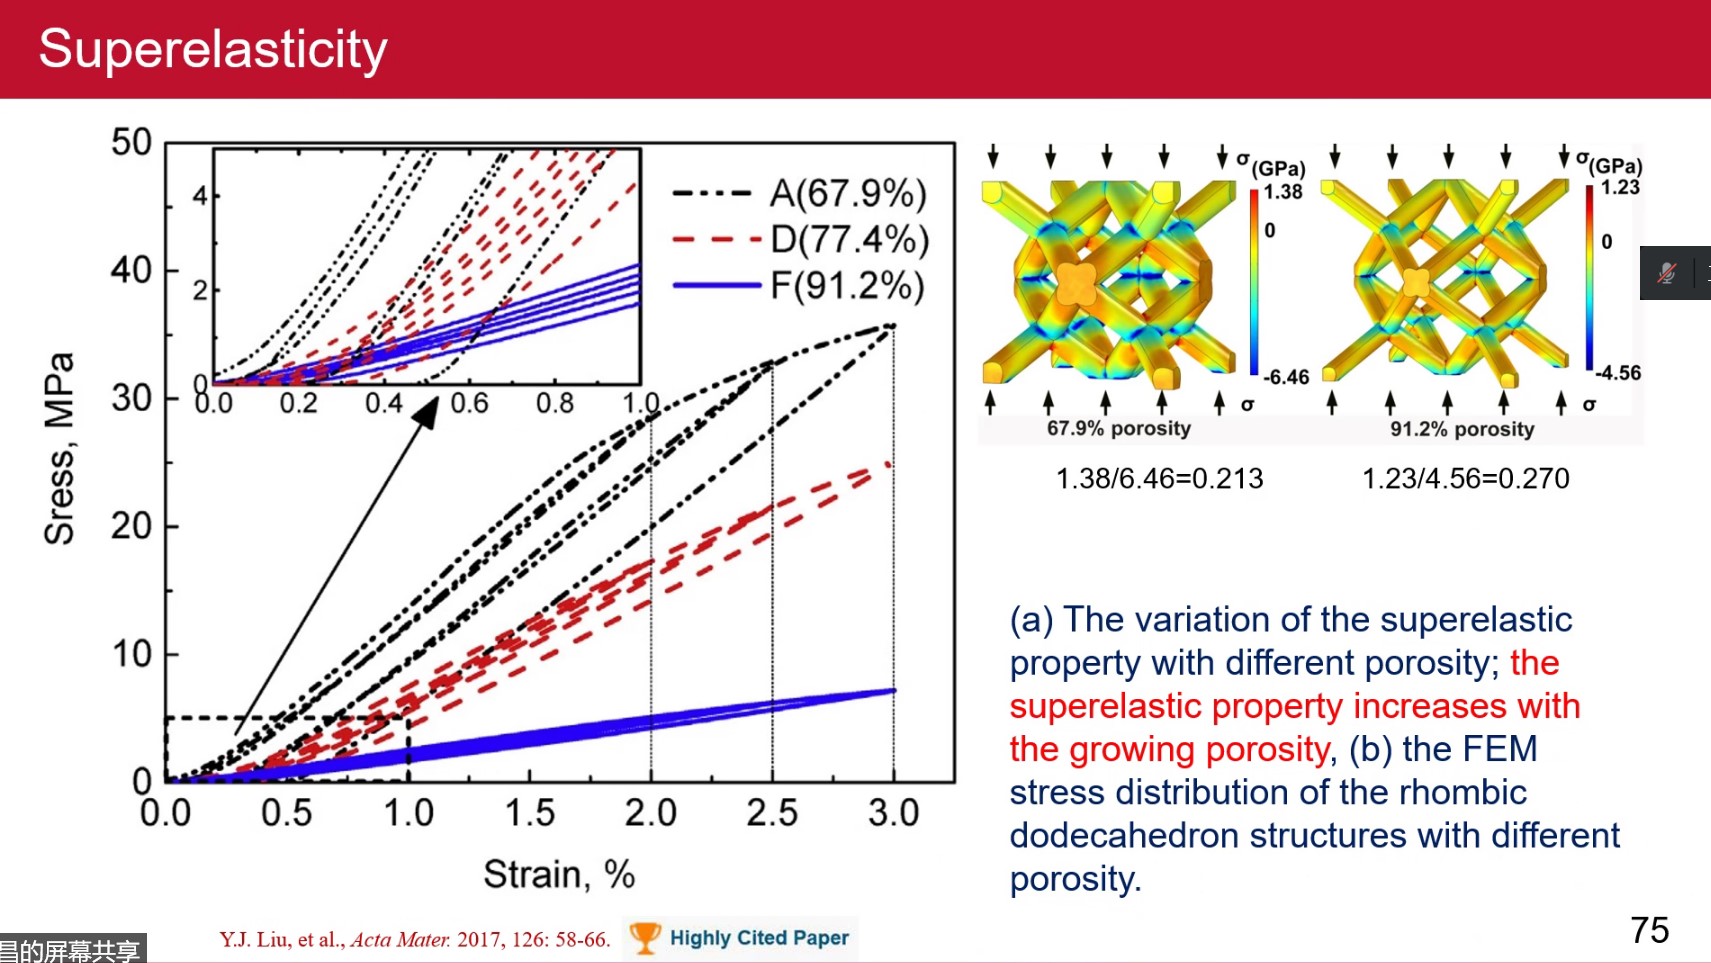 Superelasticity
50
40
30
20
10
0
0.0 0.5 1.0 1.5 2.0 2.5 3.0
Strain, %
Sress, MPa
4
2
0
0.0 0.2 0.4 0.6 0.8 1.0
A(67.9%)
D(77.4%)
F(91.2%)
σ(GPa)
1.38
0
-6.46
σ
67.9% porosity
σ(GPa)
1.23
0
-4.56
σ
91.2% porosity
1.38/6.46=0.213
1.23/4.56=0.270
(a) The variation of the superelastic
property with different porosity; the
superelastic property increases with
the growing porosity, (b) the FEM
stress distribution of the rhombic
dodecahedron structures with different
porosity.
Y.J. Liu, et al., Acta Mater. 2017, 126: 58-66.
Highly Cited Paper
75
昌的屏幕共享